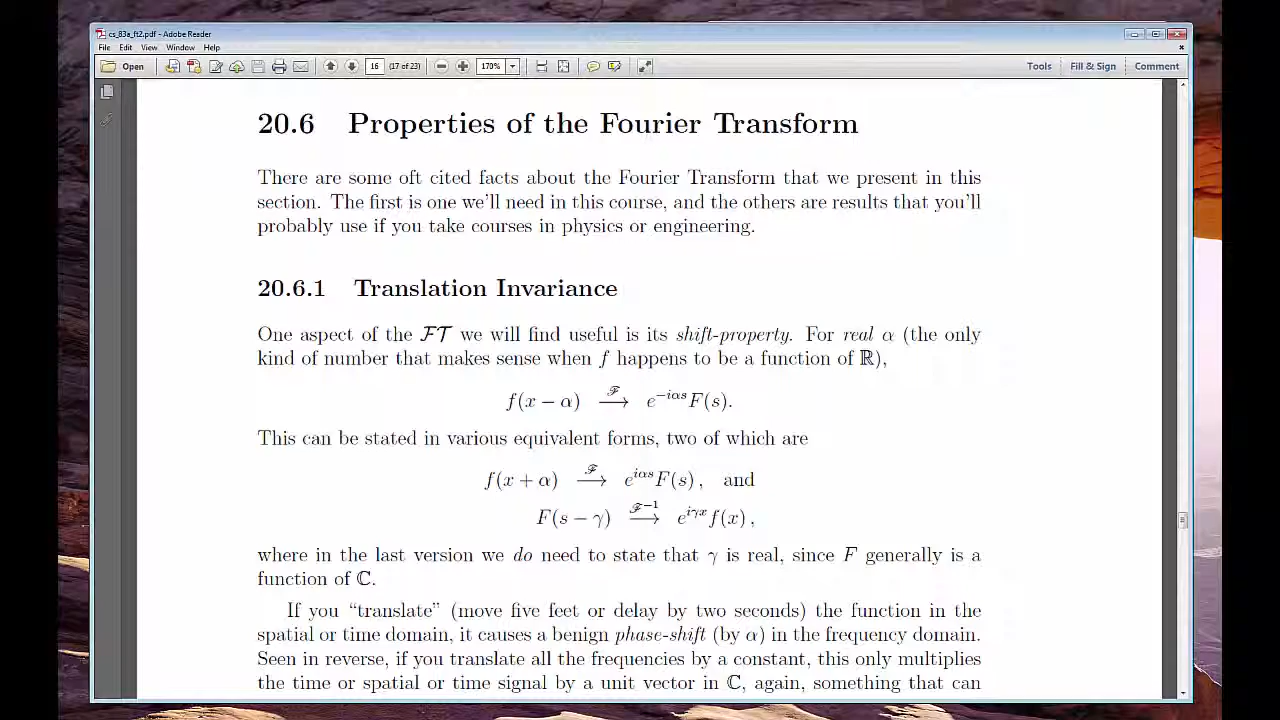 cs_83a_ft2.pdf - Adobe Reader
File Edit View Window Help
Open 16 (17 of 23) 179% Tools Fill & Sign Comment
20.6 Properties of the Fourier Transform
There are some oft cited facts about the Fourier Transform that we present in this
section. The first is one we'll need in this course, and the others are results that you'll
probably use if you take courses in physics or engineering.
20.6.1 Translation Invariance
One aspect of the ℱ𝒯 we will find useful is its shift-property. For real α (the only
kind of number that makes sense when f happens to be a function of ℝ),
f(x − α) —ℱ→ e^{−iαs}F(s).
This can be stated in various equivalent forms, two of which are
f(x + α) —ℱ→ e^{iαs}F(s), and
F(s − γ) —ℱ⁻¹→ e^{iγx}f(x),
where in the last version we do need to state that γ is real, since F generally is a
function of ℂ.
If you “translate” (move five feet or delay by two seconds) the function in the
spatial or time domain, it causes a benign phase-shift (by α) in the frequency domain.
Seen in reverse, if you translate all the frequencies by a constant, this only multiplies
the time or spatial or time signal by a unit vector in ℂ, again, something that can